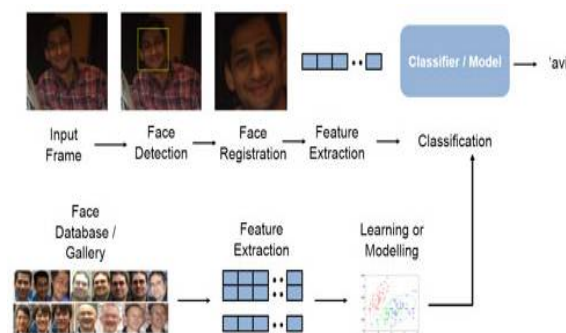 Classifier / Model
'avi
Input
Frame
Face
Detection
Face
Registration
Feature
Extraction
Classification
Face
Database /
Gallery
Feature
Extraction
Learning or
Modelling